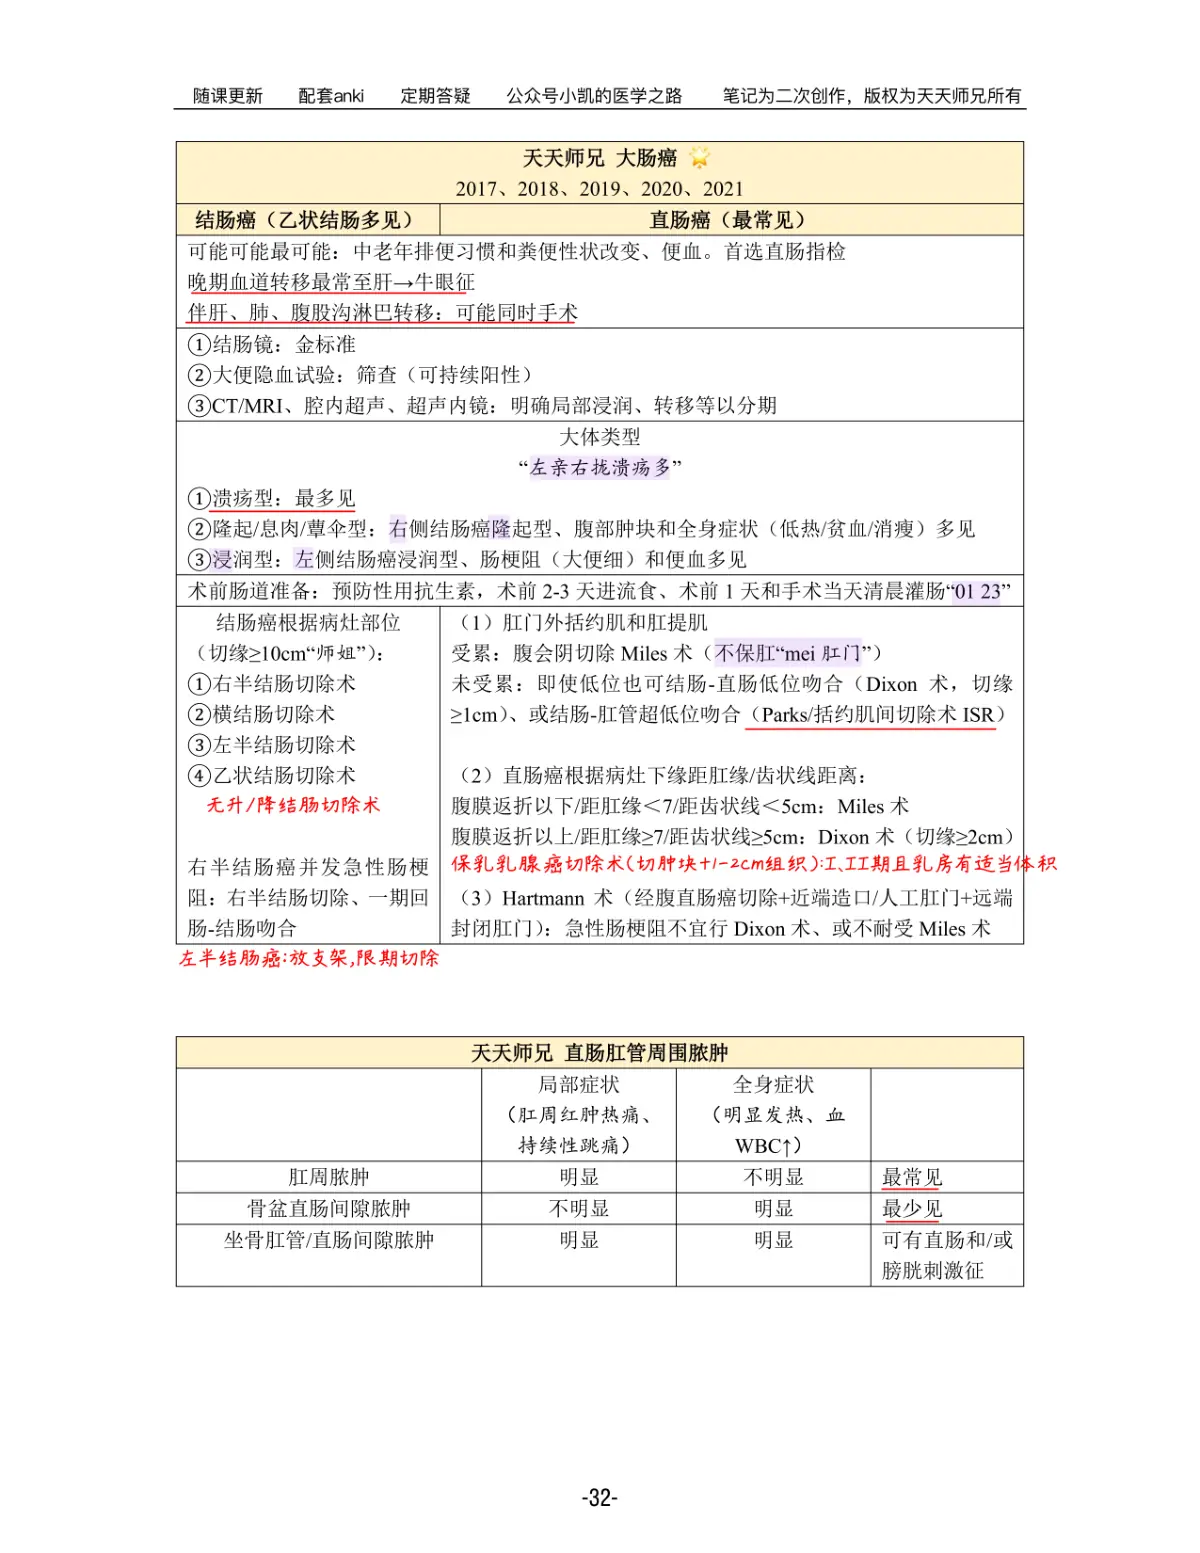 随课更新 配套anki 定期答疑 公众号小凯的医学之路 笔记为二次创作，版权为天天师兄所有
天天师兄 大肠癌
2017、2018、2019、2020、2021
结肠癌（乙状结肠多见） 直肠癌（最常见）
可能可能最可能：中老年排便习惯和粪便性状改变、便血。首选直肠指检
晚期血道转移最常至肝→牛眼征
伴肝、肺、腹股沟淋巴转移：可能同时手术
①结肠镜：金标准
②大便隐血试验：筛查（可持续阳性）
③CT/MRI、腔内超声、超声内镜：明确局部浸润、转移等以分期
大体类型
“左亲右拢溃疡多”
①溃疡型：最多见
②隆起/息肉/蕈伞型：右侧结肠癌隆起型、腹部肿块和全身症状（低热/贫血/消瘦）多见
③浸润型：左侧结肠癌浸润型、肠梗阻（大便细）和便血多见
术前肠道准备：预防性用抗生素，术前 2-3 天进流食、术前 1 天和手术当天清晨灌肠“01 23”
结肠癌根据病灶部位
（切缘≥10cm“师姐”）：
①右半结肠切除术
②横结肠切除术
③左半结肠切除术
④乙状结肠切除术
无升/降结肠切除术
右半结肠癌并发急性肠梗
阻：右半结肠切除、一期回
肠-结肠吻合
（1）肛门外括约肌和肛提肌
受累：腹会阴切除 Miles 术（不保肛“mei 肛门”）
未受累：即使低位也可结肠-直肠低位吻合（Dixon 术，切缘
≥1cm）、或结肠-肛管超低位吻合（Parks/括约肌间切除术 ISR）
（2）直肠癌根据病灶下缘距肛缘/齿状线距离：
腹膜返折以下/距肛缘＜7/距齿状线＜5cm：Miles 术
腹膜返折以上/距肛缘≥7/距齿状线≥5cm：Dixon 术（切缘≥2cm）
保乳乳腺癌切除术(切肿块+1-2cm组织):I、II期且乳房有适当体积
（3）Hartmann 术（经腹直肠癌切除+近端造口/人工肛门+远端
封闭肛门）：急性肠梗阻不宜行 Dixon 术、或不耐受 Miles 术
左半结肠癌:放支架,限期切除
天天师兄 直肠肛管周围脓肿
局部症状
（肛周红肿热痛、
持续性跳痛）
全身症状
（明显发热、血
WBC↑）
肛周脓肿 明显 不明显 最常见
骨盆直肠间隙脓肿 不明显 明显 最少见
坐骨肛管/直肠间隙脓肿 明显 明显 可有直肠和/或
膀胱刺激征
-32-